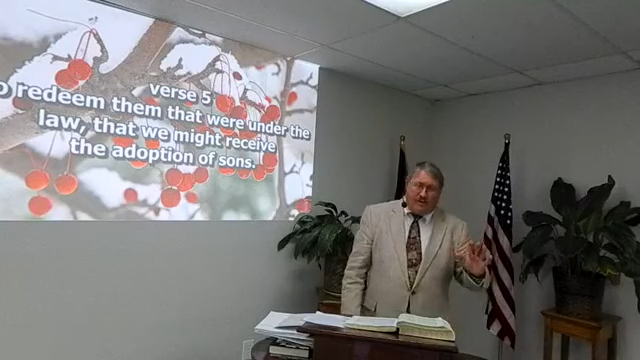 verse 5
o redeem them that were under the
law, that we might receive
the adoption of sons.